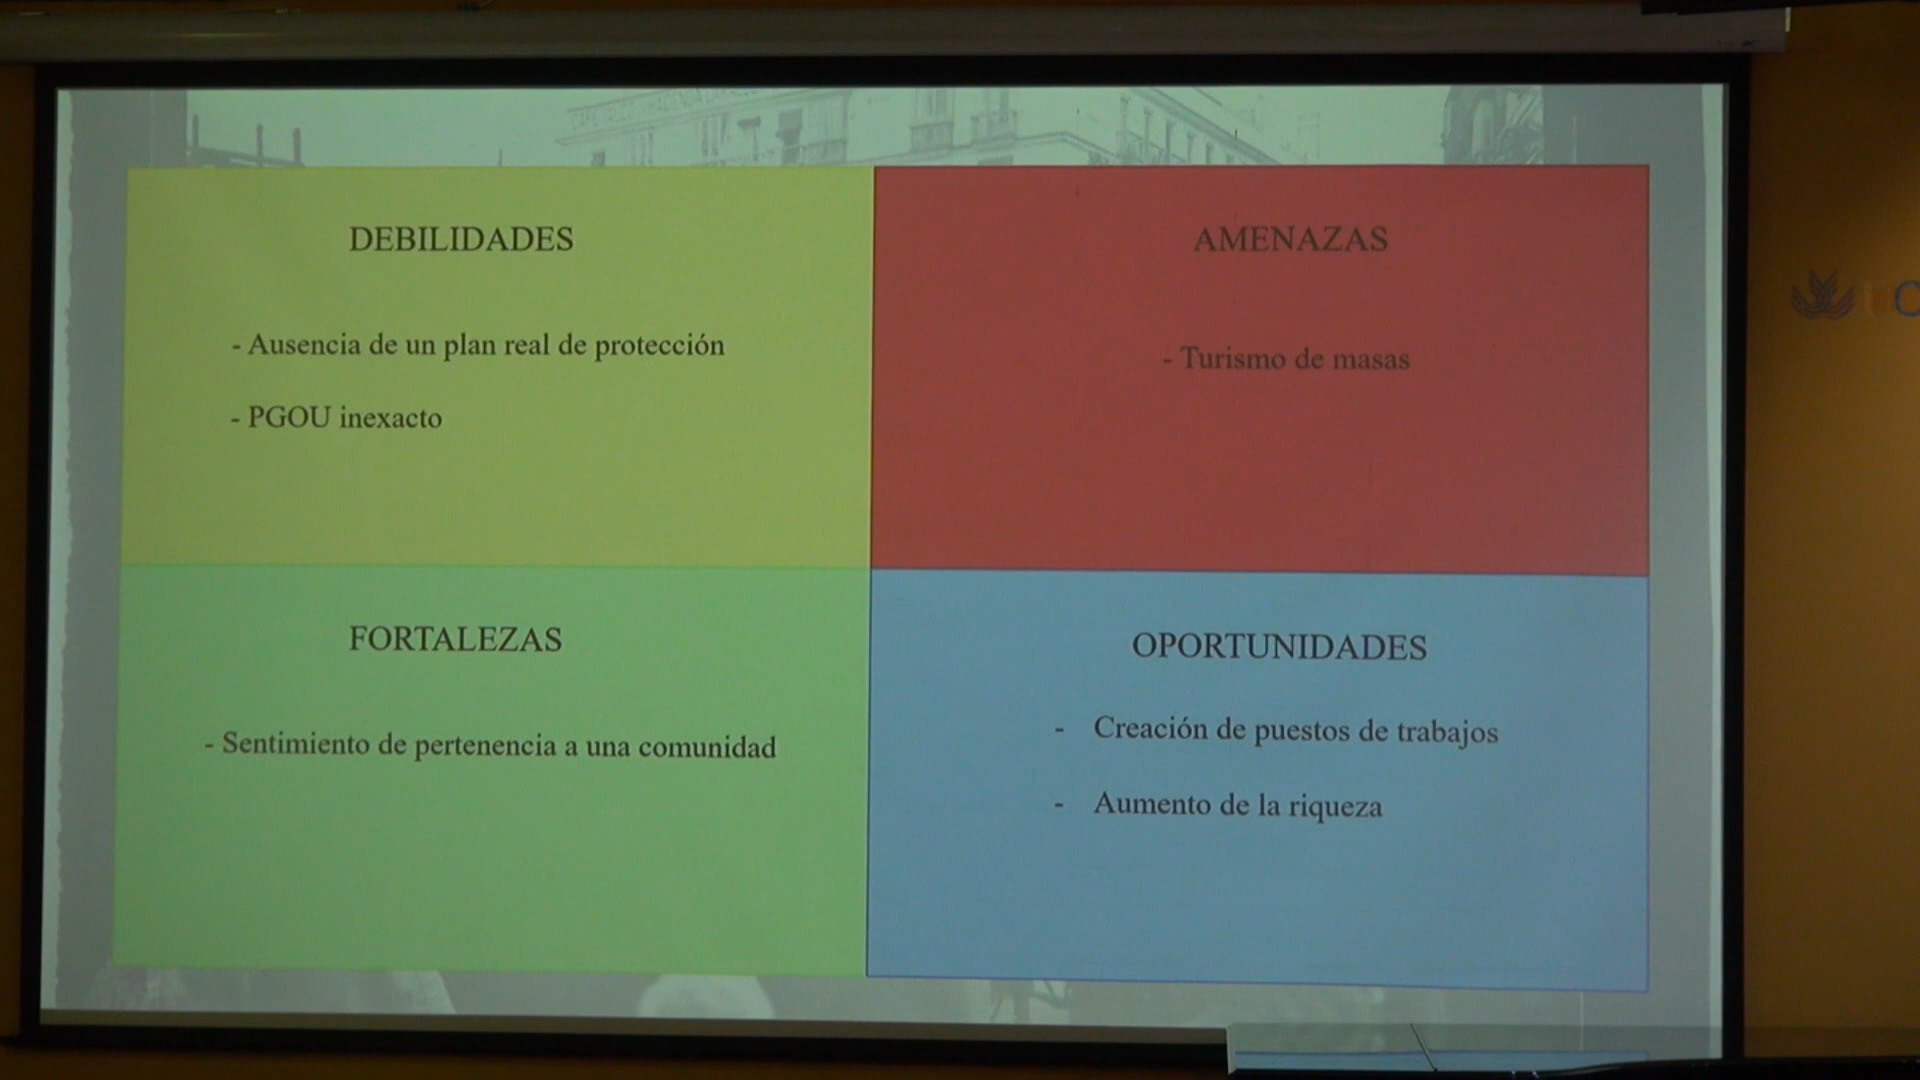 DEBILIDADES
- Ausencia de un plan real de protección
- PGOU inexacto
AMENAZAS
- Turismo de masas
FORTALEZAS
- Sentimiento de pertenencia a una comunidad
OPORTUNIDADES
- Creación de puestos de trabajos
- Aumento de la riqueza